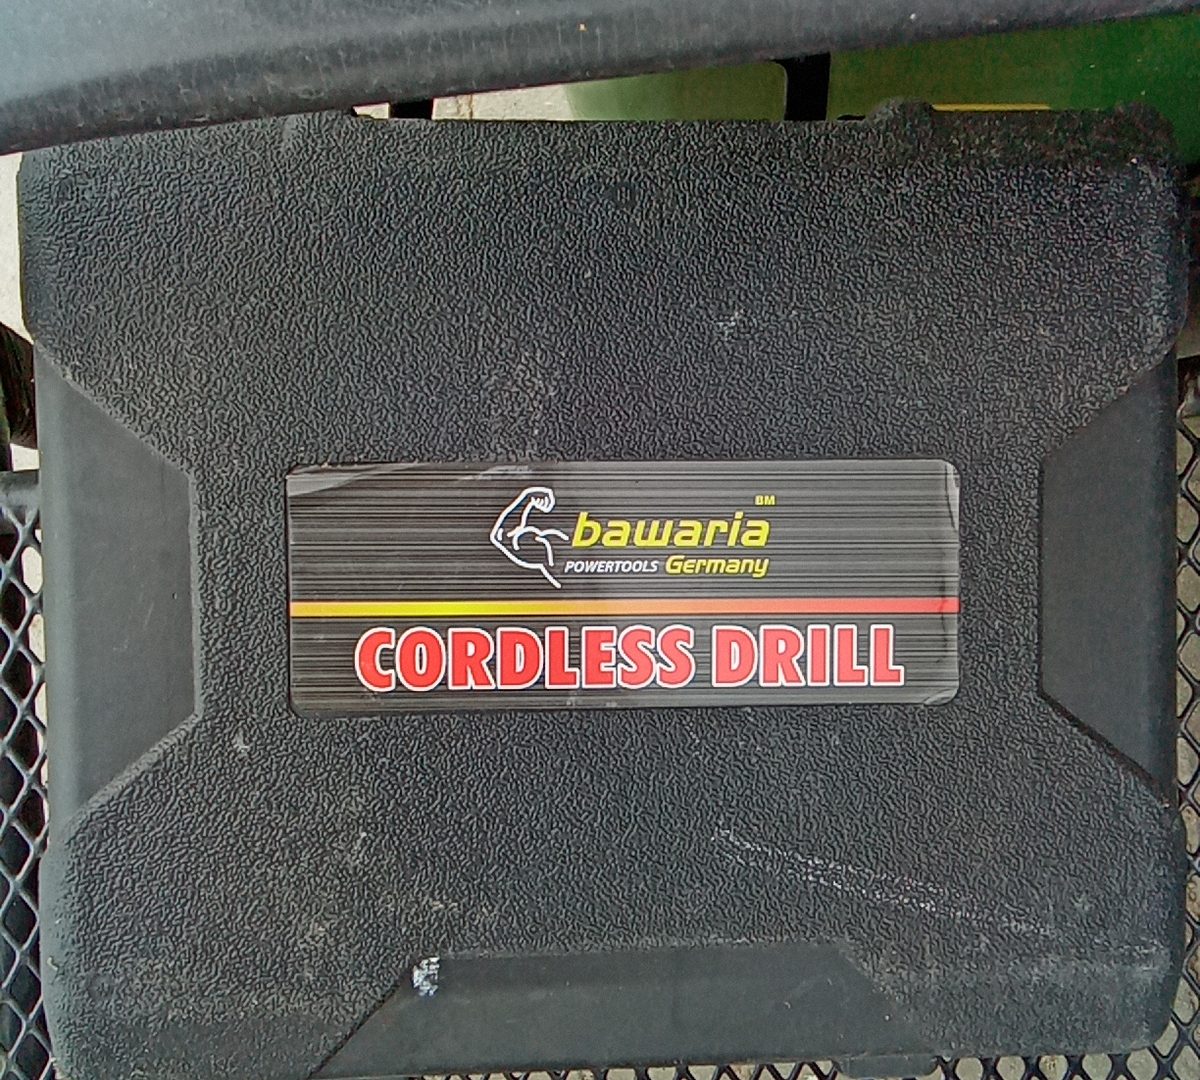 bawaria BM
POWERTOOLS Germany
CORDLESS DRILL